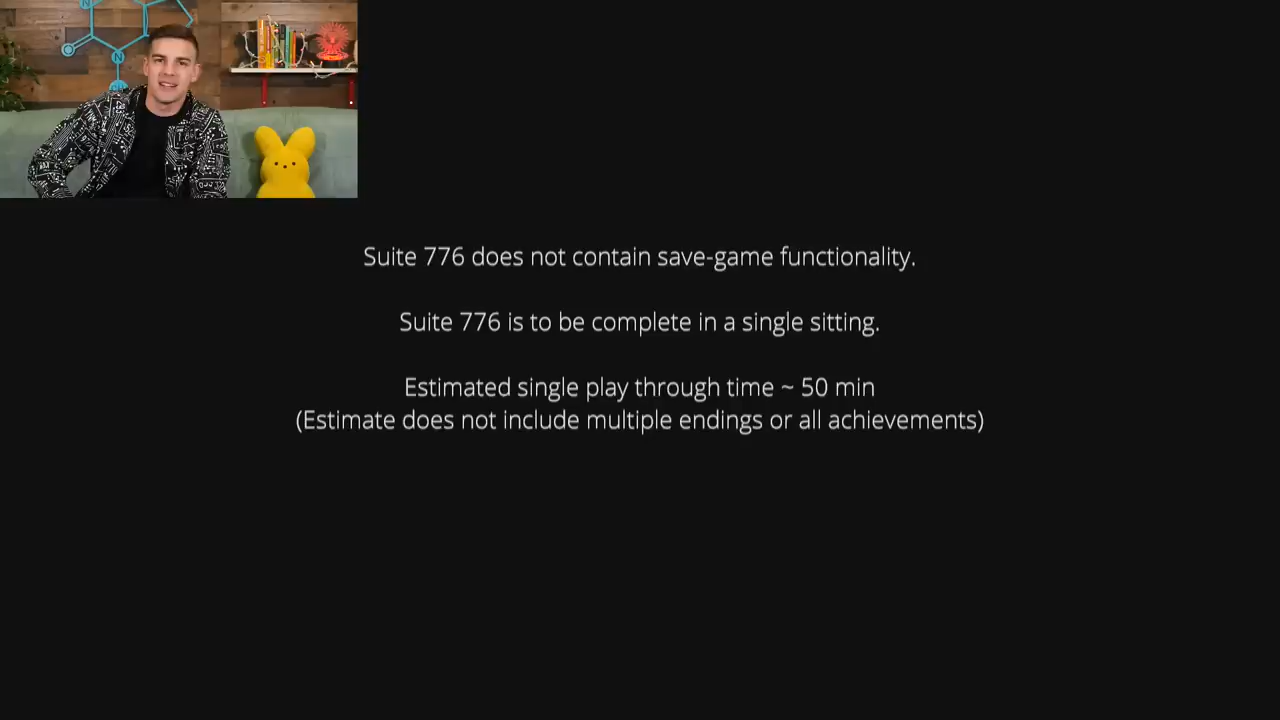 Suite 776 does not contain save-game functionality.
Suite 776 is to be complete in a single sitting.
Estimated single play through time ~ 50 min
(Estimate does not include multiple endings or all achievements)